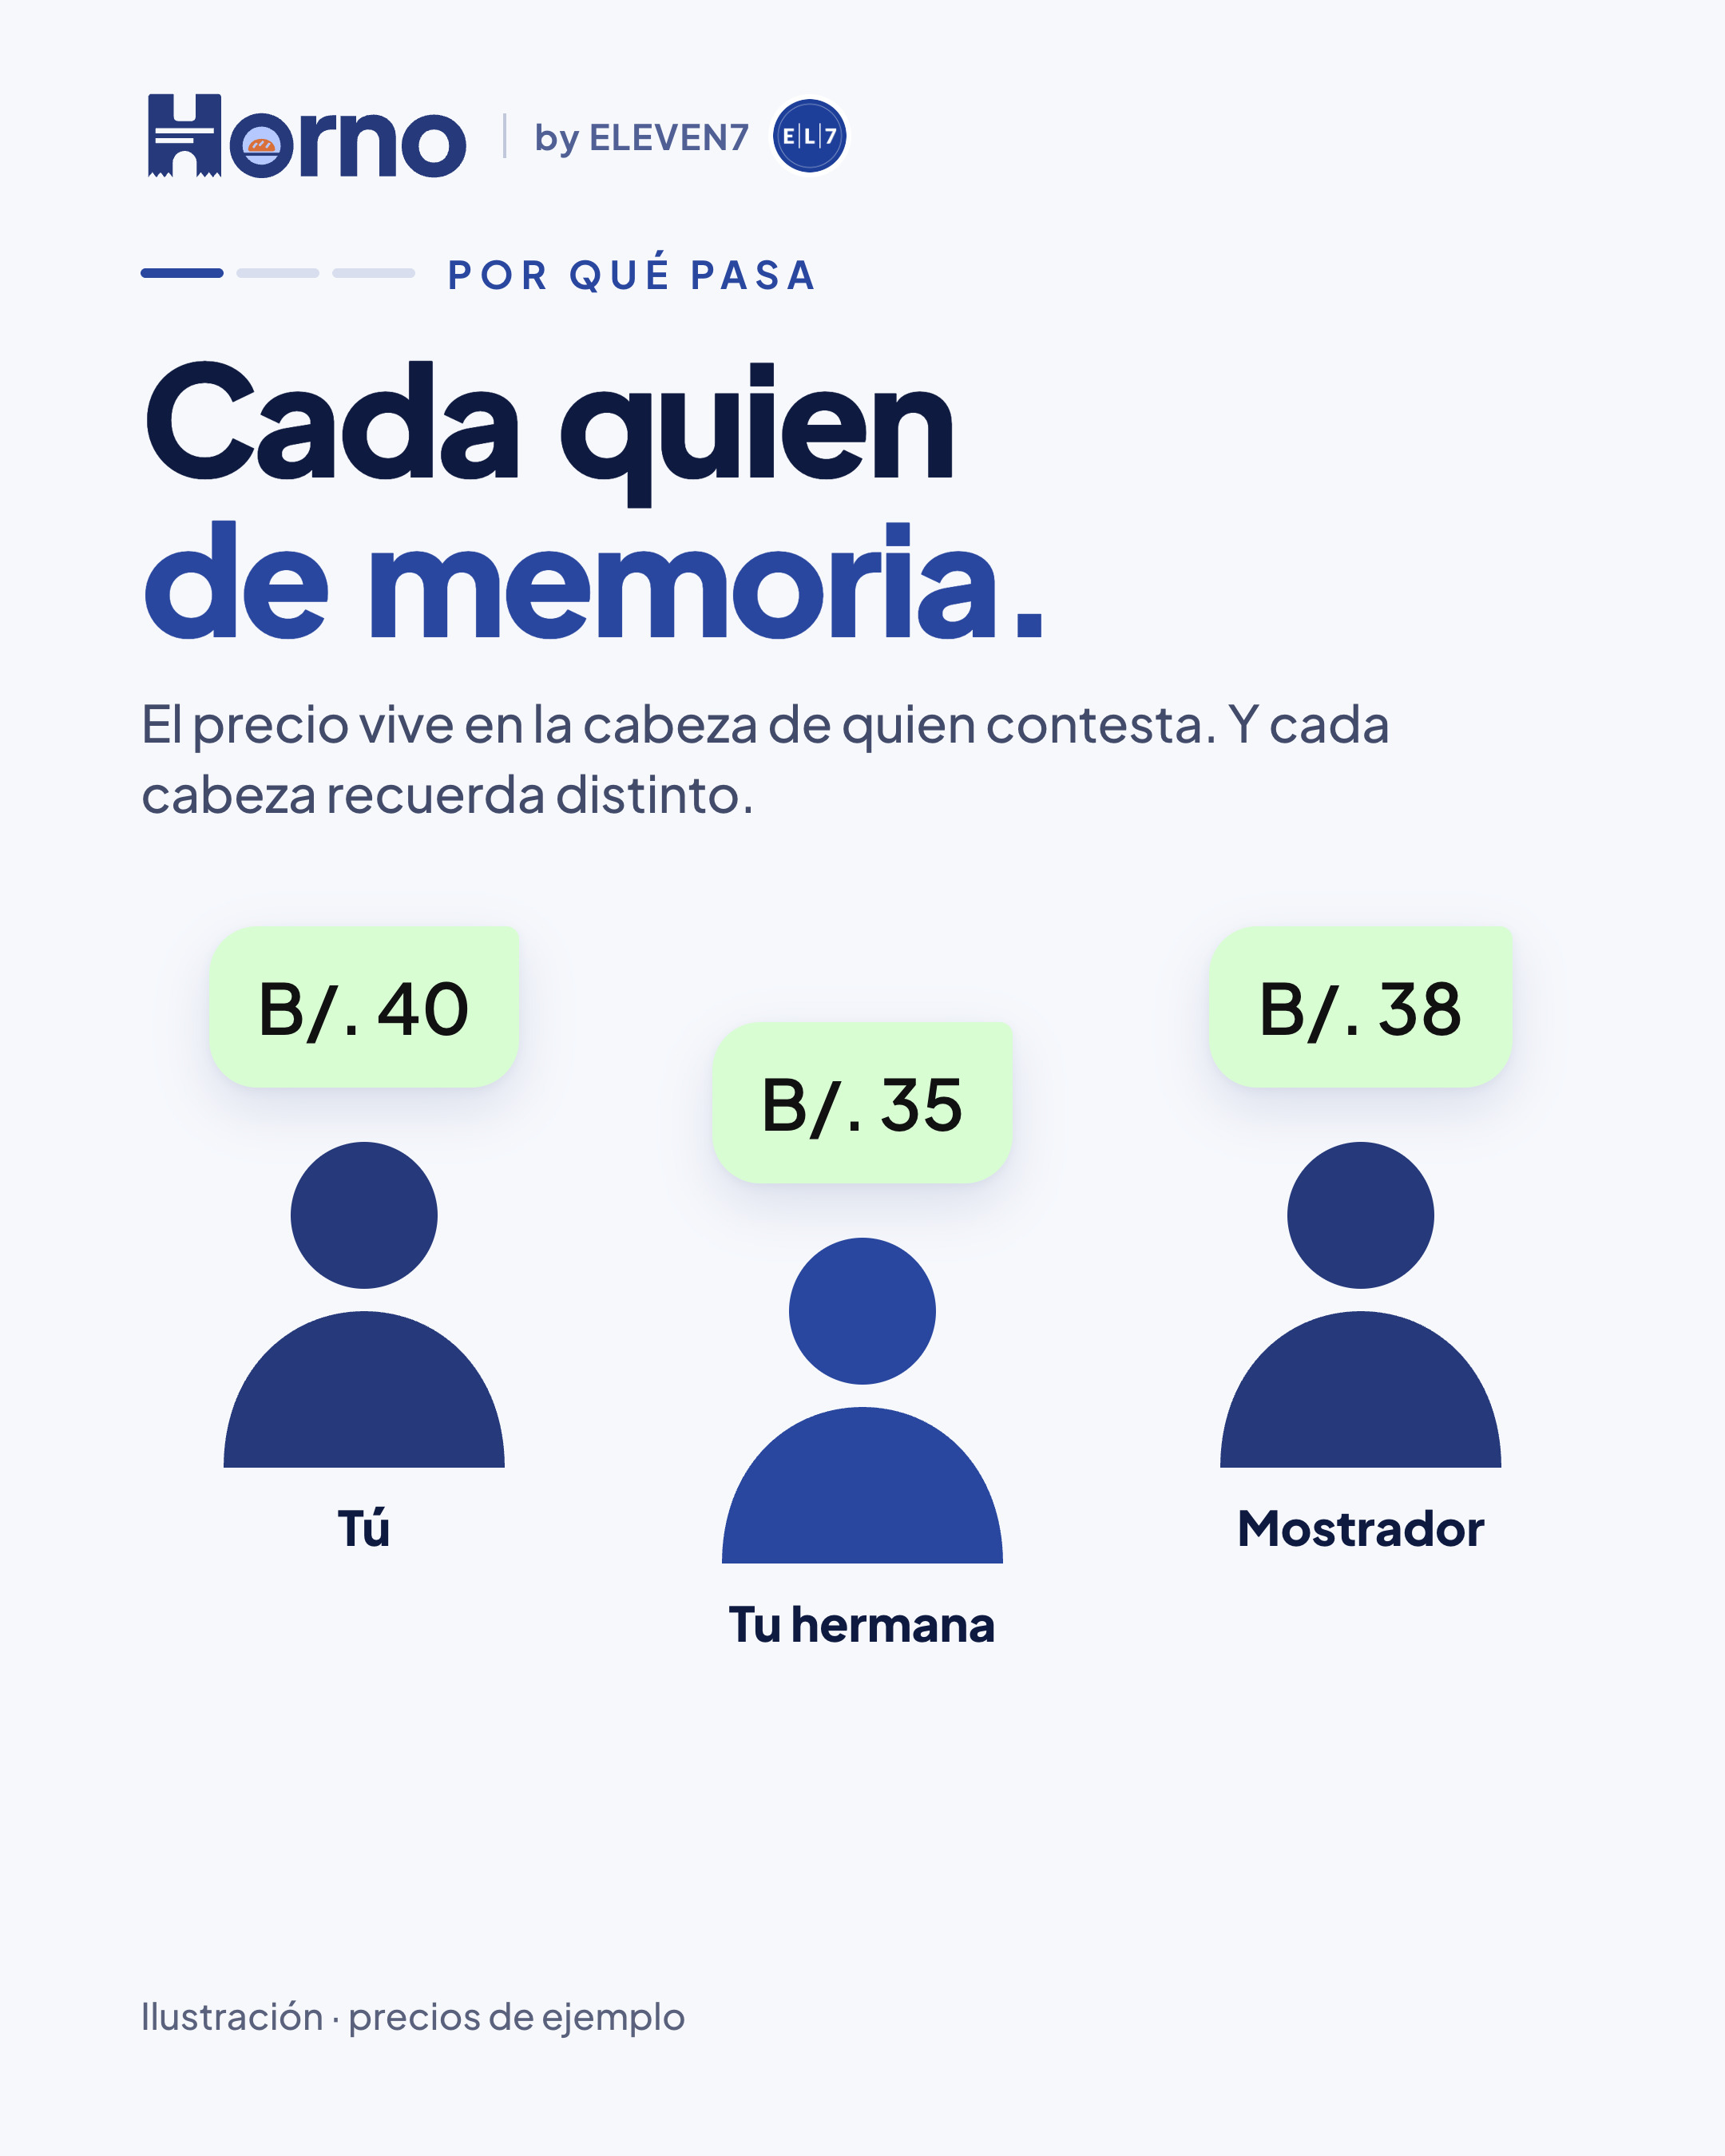 Horno by ELEVEN7 E|L|7
POR QUÉ PASA
Cada quien
de memoria.
El precio vive en la cabeza de quien contesta. Y cada
cabeza recuerda distinto.
B/. 40
B/. 35
B/. 38
Tú
Tu hermana
Mostrador
Ilustración · precios de ejemplo